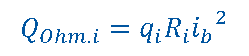 Q_{Ohm.i} = q_i R_i i_b^2